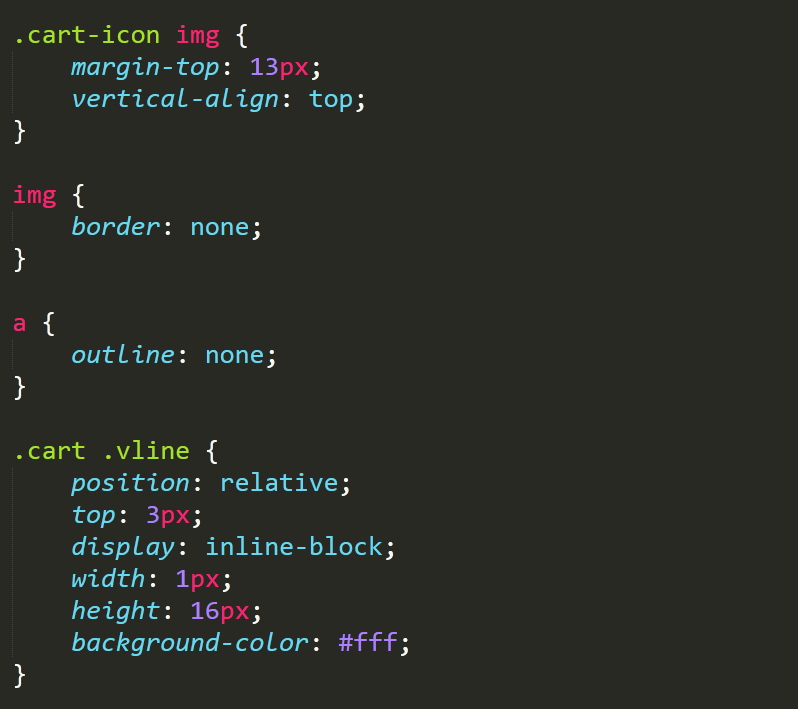 .cart-icon img {
    margin-top: 13px;
    vertical-align: top;
}

img {
    border: none;
}

a {
    outline: none;
}

.cart .vline {
    position: relative;
    top: 3px;
    display: inline-block;
    width: 1px;
    height: 16px;
    background-color: #fff;
}